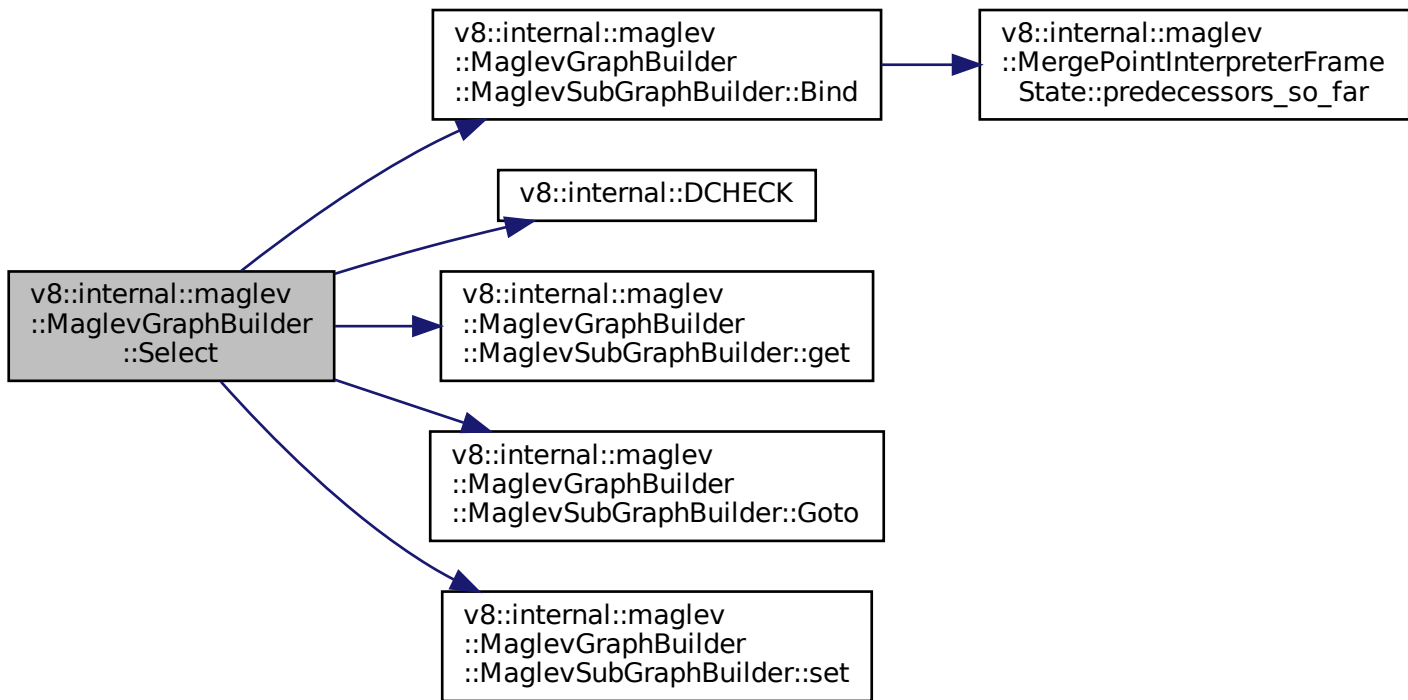 v8::internal::maglev
::MaglevGraphBuilder
::MaglevSubGraphBuilder::Bind
v8::internal::maglev
::MergePointInterpreterFrame
State::predecessors_so_far
v8::internal::DCHECK
v8::internal::maglev
::MaglevGraphBuilder
::Select
v8::internal::maglev
::MaglevGraphBuilder
::MaglevSubGraphBuilder::get
v8::internal::maglev
::MaglevGraphBuilder
::MaglevSubGraphBuilder::Goto
v8::internal::maglev
::MaglevGraphBuilder
::MaglevSubGraphBuilder::set